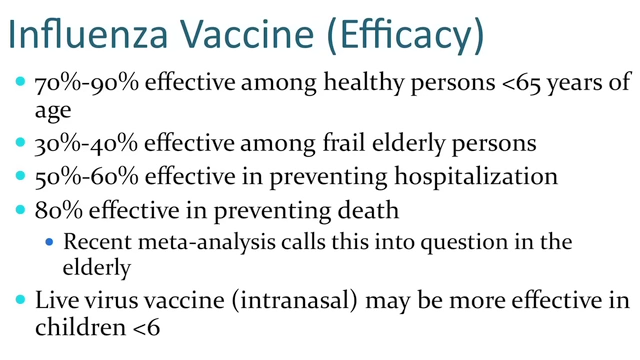 Influenza Vaccine (Efficacy)
• 70%-90% effective among healthy persons <65 years of
age
• 30%-40% effective among frail elderly persons
• 50%-60% effective in preventing hospitalization
• 80% effective in preventing death
• Recent meta-analysis calls this into question in the
elderly
• Live virus vaccine (intranasal) may be more effective in
children <6